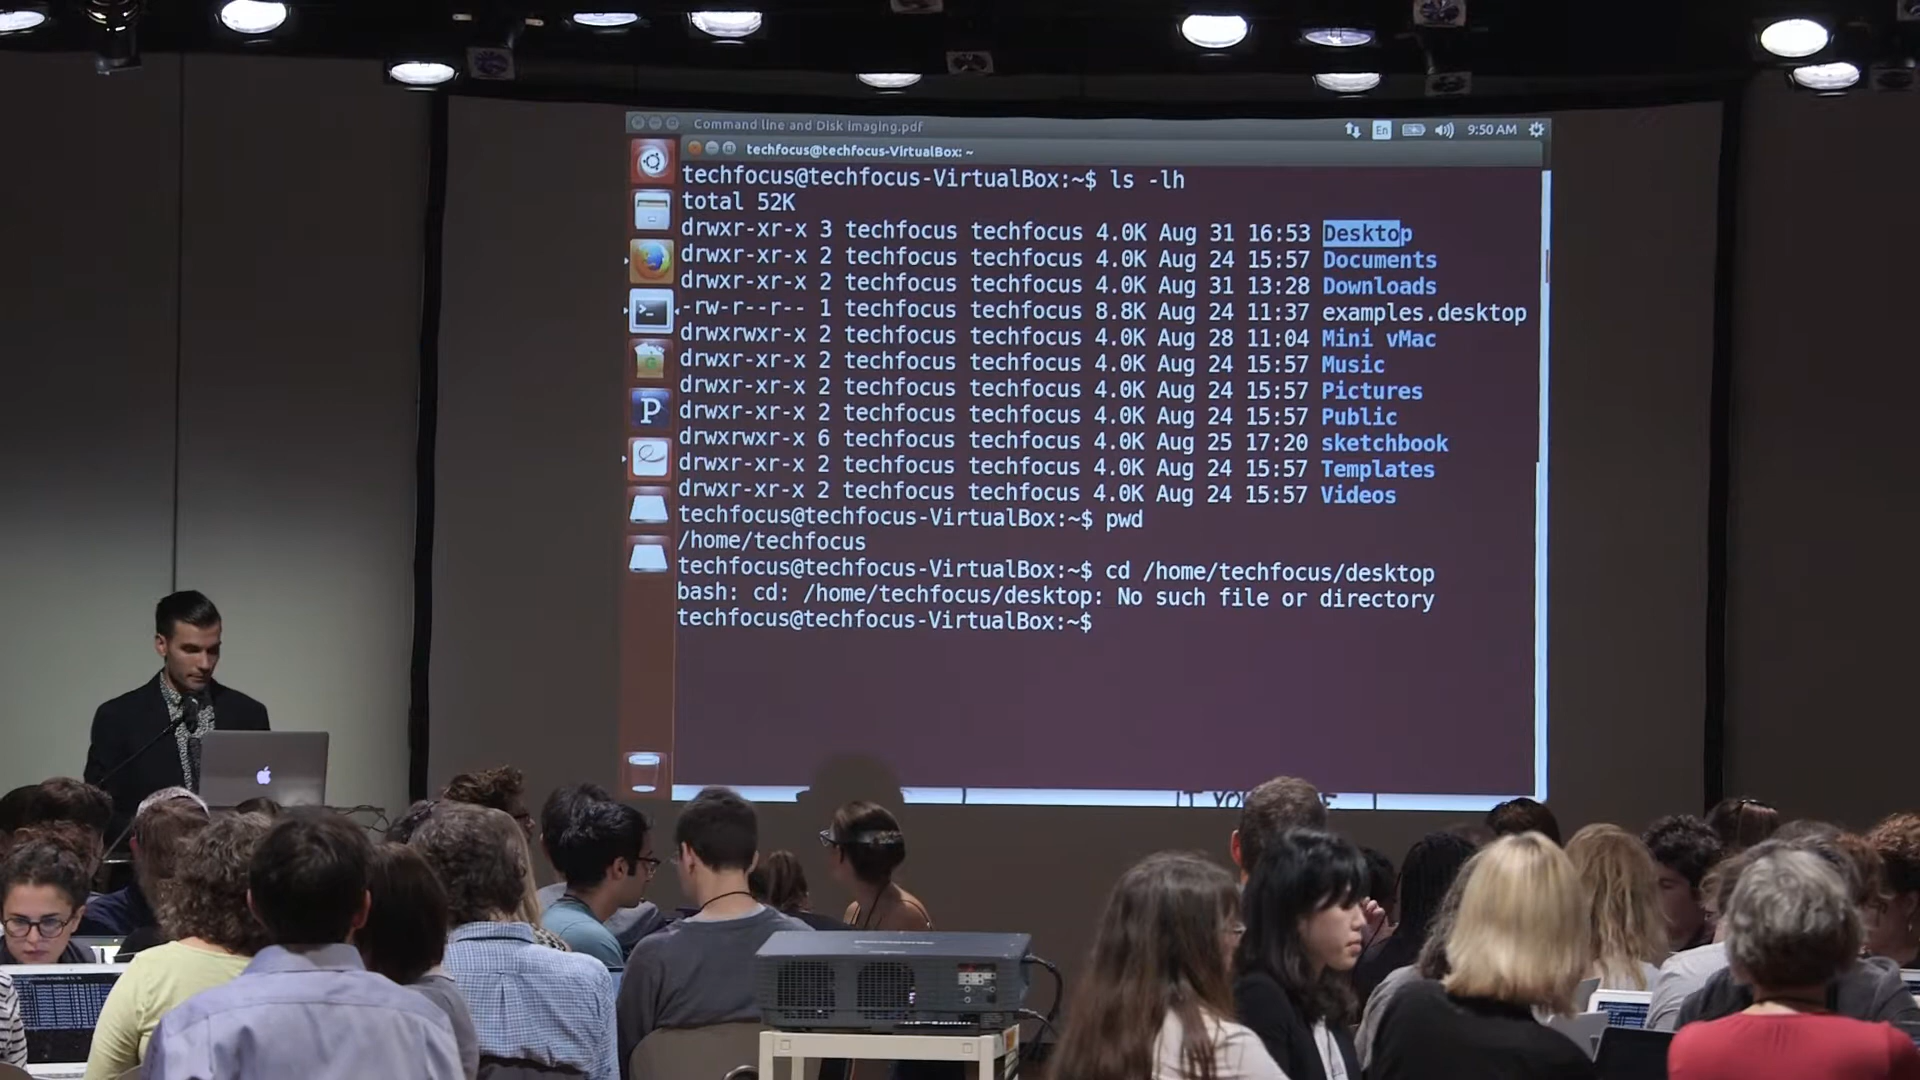 Command line and Disk imaging.pdf
En
9:50 AM
techfocus@techfocus-VirtualBox: ~
techfocus@techfocus-VirtualBox:~$ ls -lh
total 52K
drwxr-xr-x 3 techfocus techfocus 4.0K Aug 31 16:53 Desktop
drwxr-xr-x 2 techfocus techfocus 4.0K Aug 24 15:57 Documents
drwxr-xr-x 2 techfocus techfocus 4.0K Aug 31 13:28 Downloads
-rw-r--r-- 1 techfocus techfocus 8.8K Aug 24 11:37 examples.desktop
drwxrwxr-x 2 techfocus techfocus 4.0K Aug 28 11:04 Mini vMac
drwxr-xr-x 2 techfocus techfocus 4.0K Aug 24 15:57 Music
drwxr-xr-x 2 techfocus techfocus 4.0K Aug 24 15:57 Pictures
drwxr-xr-x 2 techfocus techfocus 4.0K Aug 24 15:57 Public
drwxrwxr-x 6 techfocus techfocus 4.0K Aug 25 17:20 sketchbook
drwxr-xr-x 2 techfocus techfocus 4.0K Aug 24 15:57 Templates
drwxr-xr-x 2 techfocus techfocus 4.0K Aug 24 15:57 Videos
techfocus@techfocus-VirtualBox:~$ pwd
/home/techfocus
techfocus@techfocus-VirtualBox:~$ cd /home/techfocus/desktop
bash: cd: /home/techfocus/desktop: No such file or directory
techfocus@techfocus-VirtualBox:~$
P